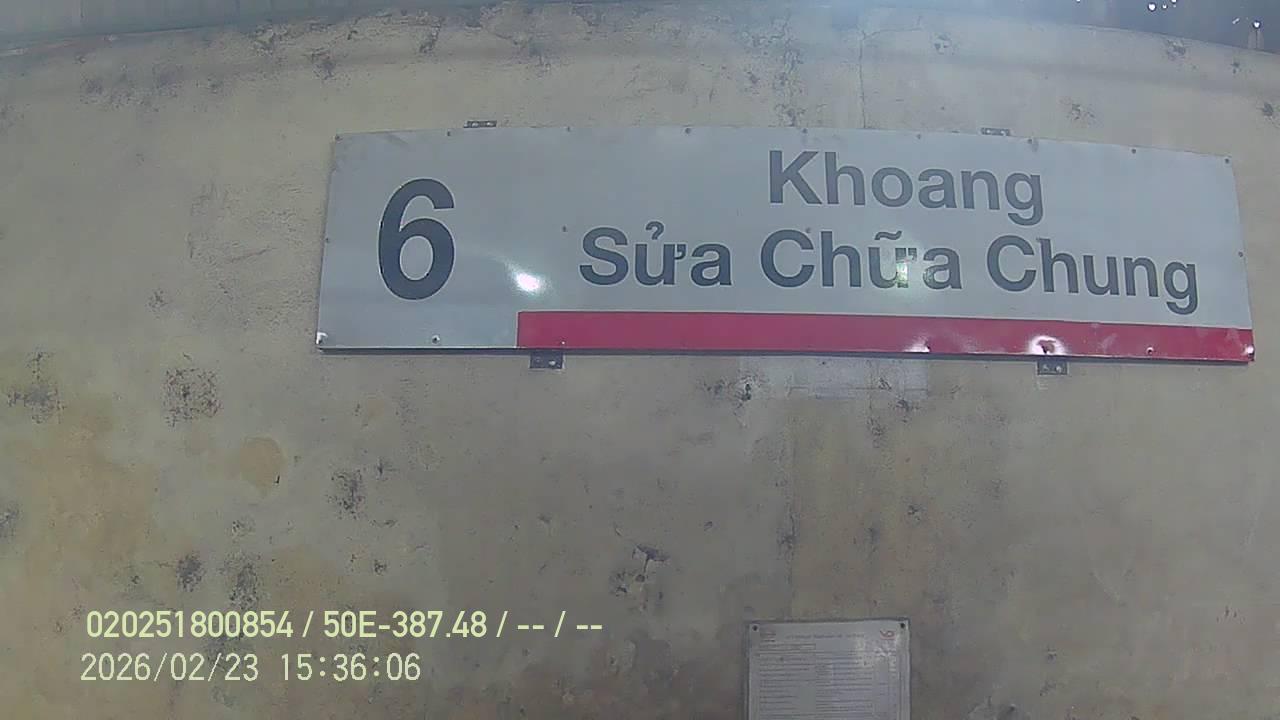 6
Khoang
Sửa Chữa Chung
020251800854 / 50E-387.48 / -- / --
2026/02/23 15:36:06